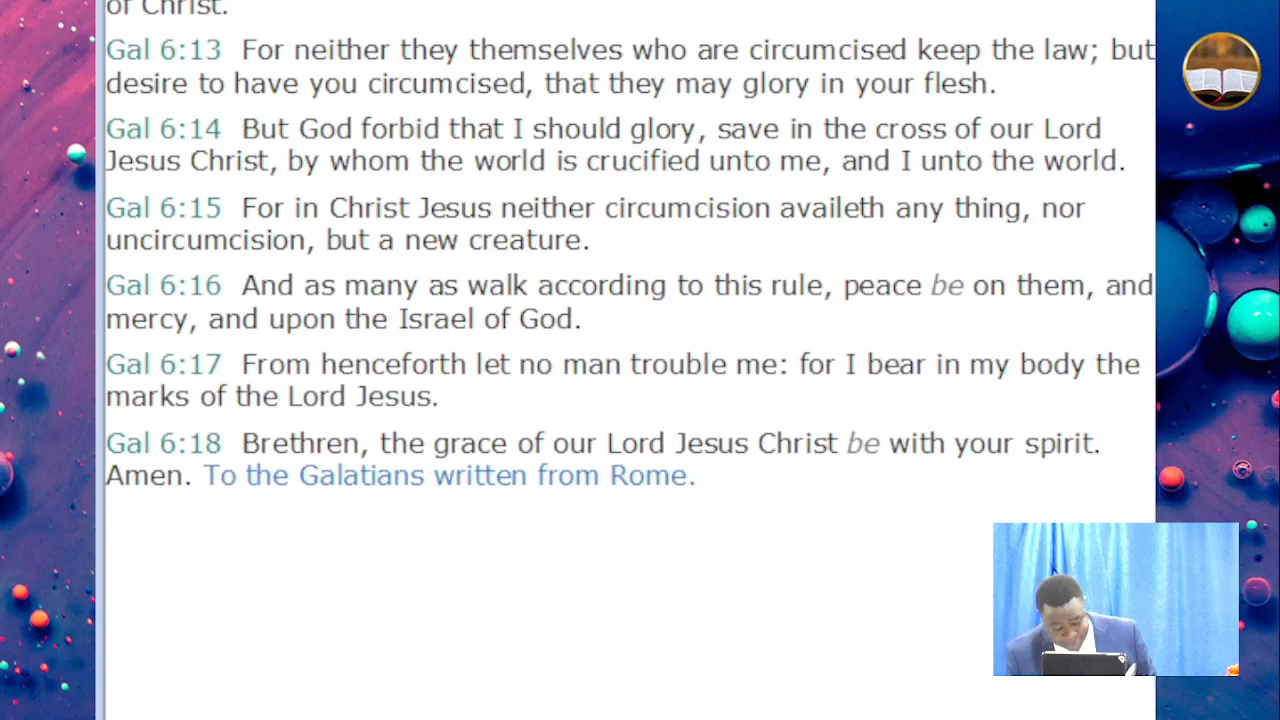 of Christ.
Gal 6:13 For neither they themselves who are circumcised keep the law; but
desire to have you circumcised, that they may glory in your flesh.
Gal 6:14 But God forbid that I should glory, save in the cross of our Lord
Jesus Christ, by whom the world is crucified unto me, and I unto the world.
Gal 6:15 For in Christ Jesus neither circumcision availeth any thing, nor
uncircumcision, but a new creature.
Gal 6:16 And as many as walk according to this rule, peace be on them, and
mercy, and upon the Israel of God.
Gal 6:17 From henceforth let no man trouble me: for I bear in my body the
marks of the Lord Jesus.
Gal 6:18 Brethren, the grace of our Lord Jesus Christ be with your spirit.
Amen. To the Galatians written from Rome.